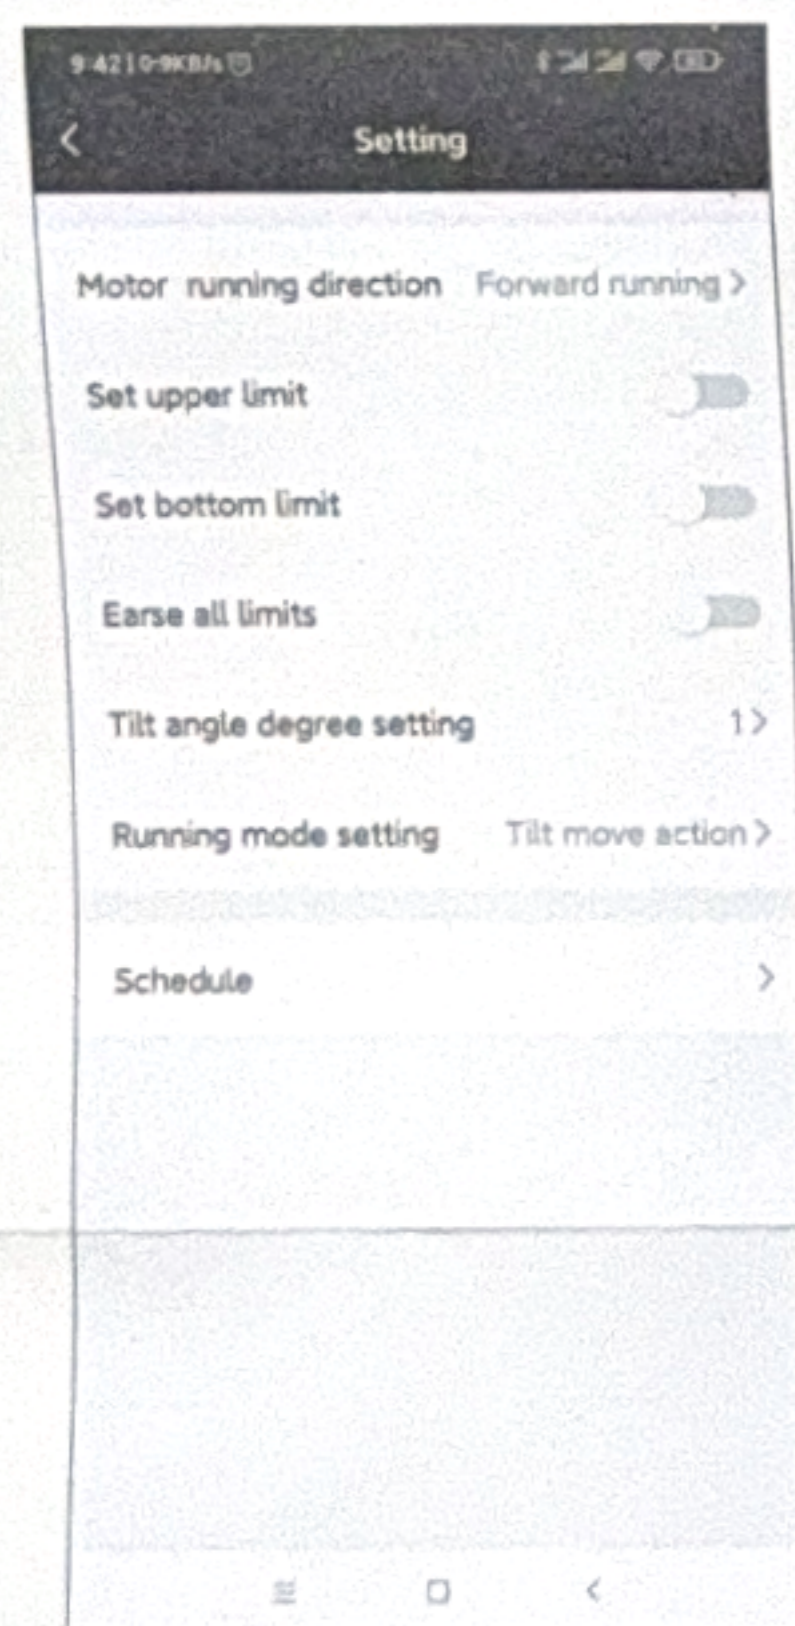 Setting
Motor running direction Forward running >
Set upper limit
Set bottom limit
Earse all limits
Tilt angle degree setting 1 >
Running mode setting Tilt move action >
Schedule >